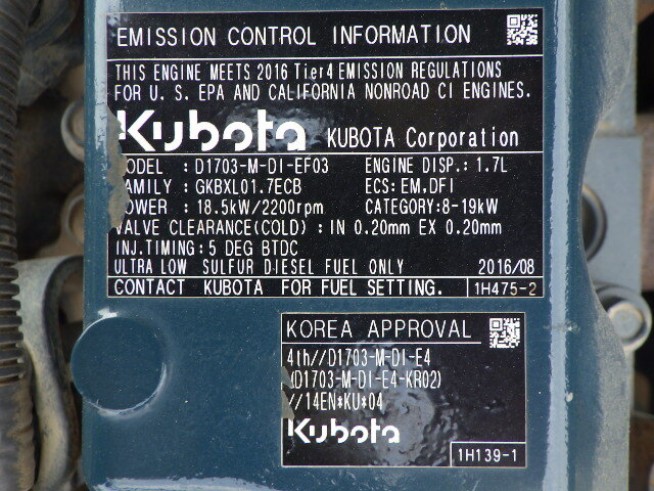 EMISSION CONTROL INFORMATION
THIS ENGINE MEETS 2016 Tier4 EMISSION REGULATIONS
FOR U. S. EPA AND CALIFORNIA NONROAD CI ENGINES.
Kubota KUBOTA Corporation
MODEL : D1703-M-DI-EF03 ENGINE DISP.: 1.7L
FAMILY : GKBXL01.7ECB ECS: EM.DFI
POWER : 18.5kW/2200rpm CATEGORY:8-19kW
VALVE CLEARANCE(COLD) : IN 0.20mm EX 0.20mm
INJ.TIMING: 5 DEG BTDC
ULTRA LOW SULFUR DIESEL FUEL ONLY 2016/08
CONTACT KUBOTA FOR FUEL SETTING. 1H475-2
KOREA APPROVAL
4th//D1703-M-DI-E4
(D1703-M-DI-E4-KR02)
//14EN*KU*04
Kubota
1H139-1